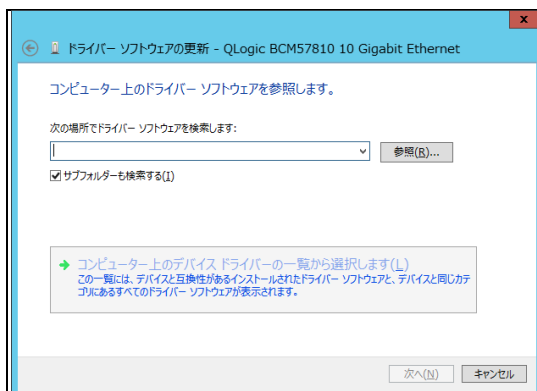 x
ドライバー ソフトウェアの更新 - QLogic BCM57810 10 Gigabit Ethernet
コンピューター上のドライバー ソフトウェアを参照します。
次の場所でドライバー ソフトウェアを検索します:
参照(R)...
サブフォルダーも検索する(I)
コンピューター上のデバイス ドライバーの一覧から選択します(L)
この一覧には、デバイスと互換性があるインストールされたドライバー ソフトウェアと、デバイスと同じカテ
ゴリにあるすべてのドライバー ソフトウェアが表示されます。
次へ(N) キャンセル